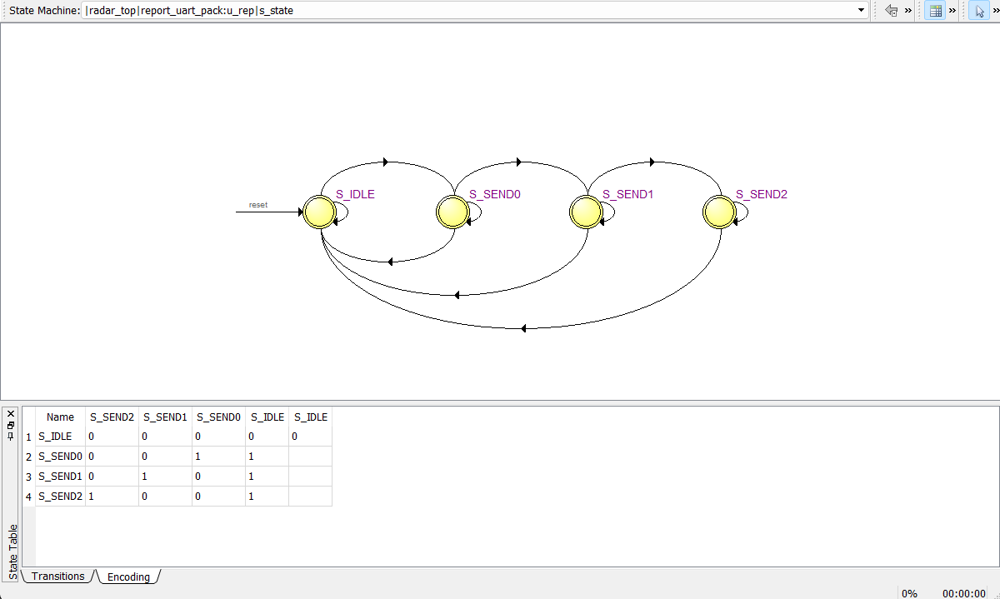 State Machine: |radar_top|report_uart_pack:u_rep|s_state
»
»
»
reset
S_IDLE
S_SEND0
S_SEND1
S_SEND2
Name S_SEND2 S_SEND1 S_SEND0 S_IDLE S_IDLE
1 S_IDLE 0 0 0 0 0
2 S_SEND0 0 0 1 1
3 S_SEND1 0 1 0 1
4 S_SEND2 1 0 0 1
State Table
Transitions
Encoding
0% 00:00:00